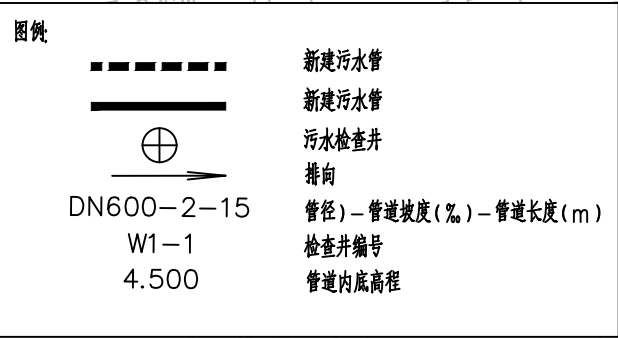 图例:
新建污水管
新建污水管
污水检查井
排向
DN600-2-15 管径)-管道坡度(‰)-管道长度(m)
W1-1 检查井编号
4.500 管道内底高程